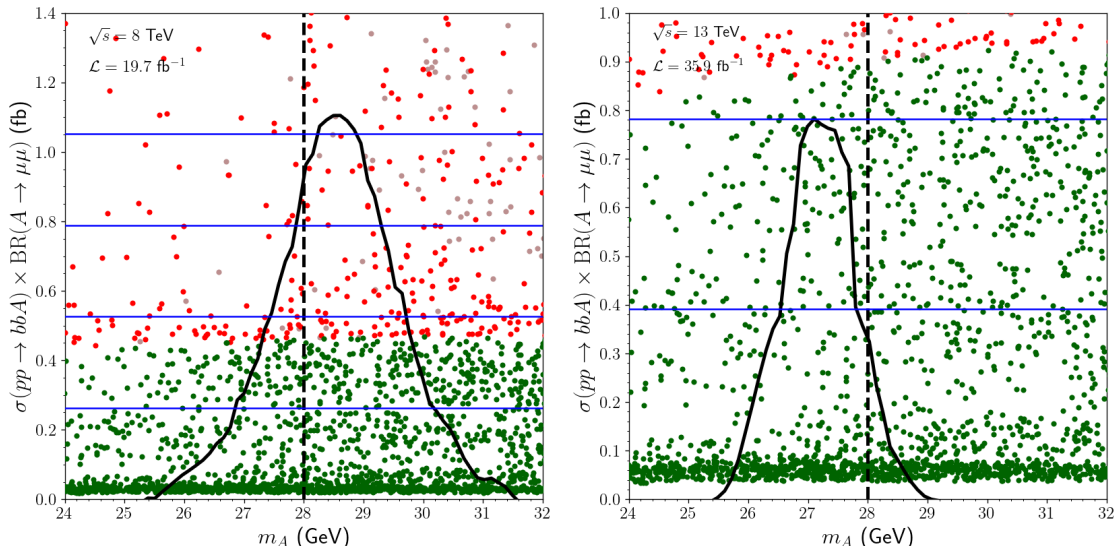 √s = 8 TeV
𝓛 = 19.7 fb⁻¹
σ(pp → bbA) × BR(A → μμ) (fb)
1.4
1.2
1.0
0.8
0.6
0.4
0.2
0.0
24 25 26 27 28 29 30 31 32
m_A (GeV)
√s = 13 TeV
𝓛 = 35.9 fb⁻¹
σ(pp → bbA) × BR(A → μμ) (fb)
1.0
0.9
0.8
0.7
0.6
0.5
0.4
0.3
0.2
0.1
0.0
24 25 26 27 28 29 30 31 32
m_A (GeV)